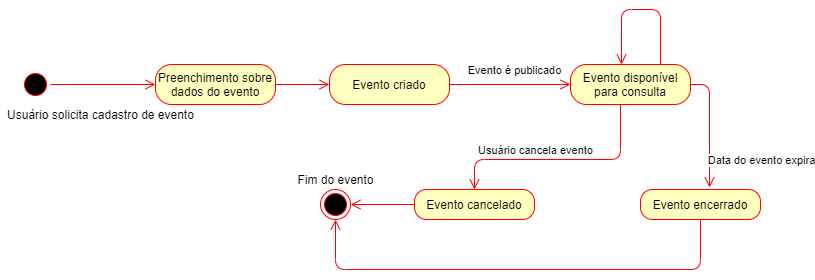 Usuário solicita cadastro de evento
Preenchimento sobre
dados do evento
Evento criado
Evento é publicado
Evento disponível
para consulta
Usuário cancela evento
Data do evento expira
Fim do evento
Evento cancelado
Evento encerrado